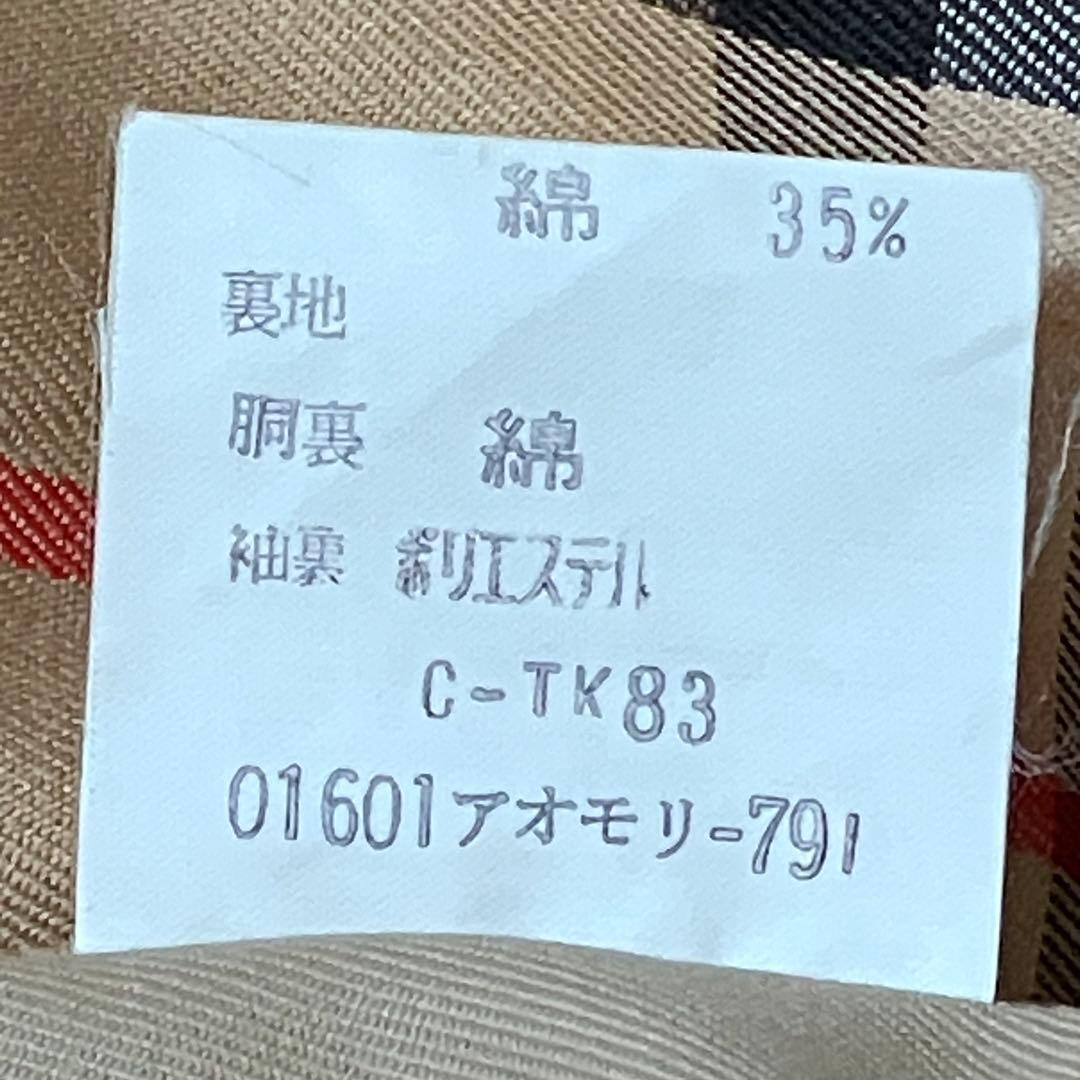 綿 35%
裏地
胴裏 綿
袖裏 ポリエステル
C-TK83
01601アオモリ-791